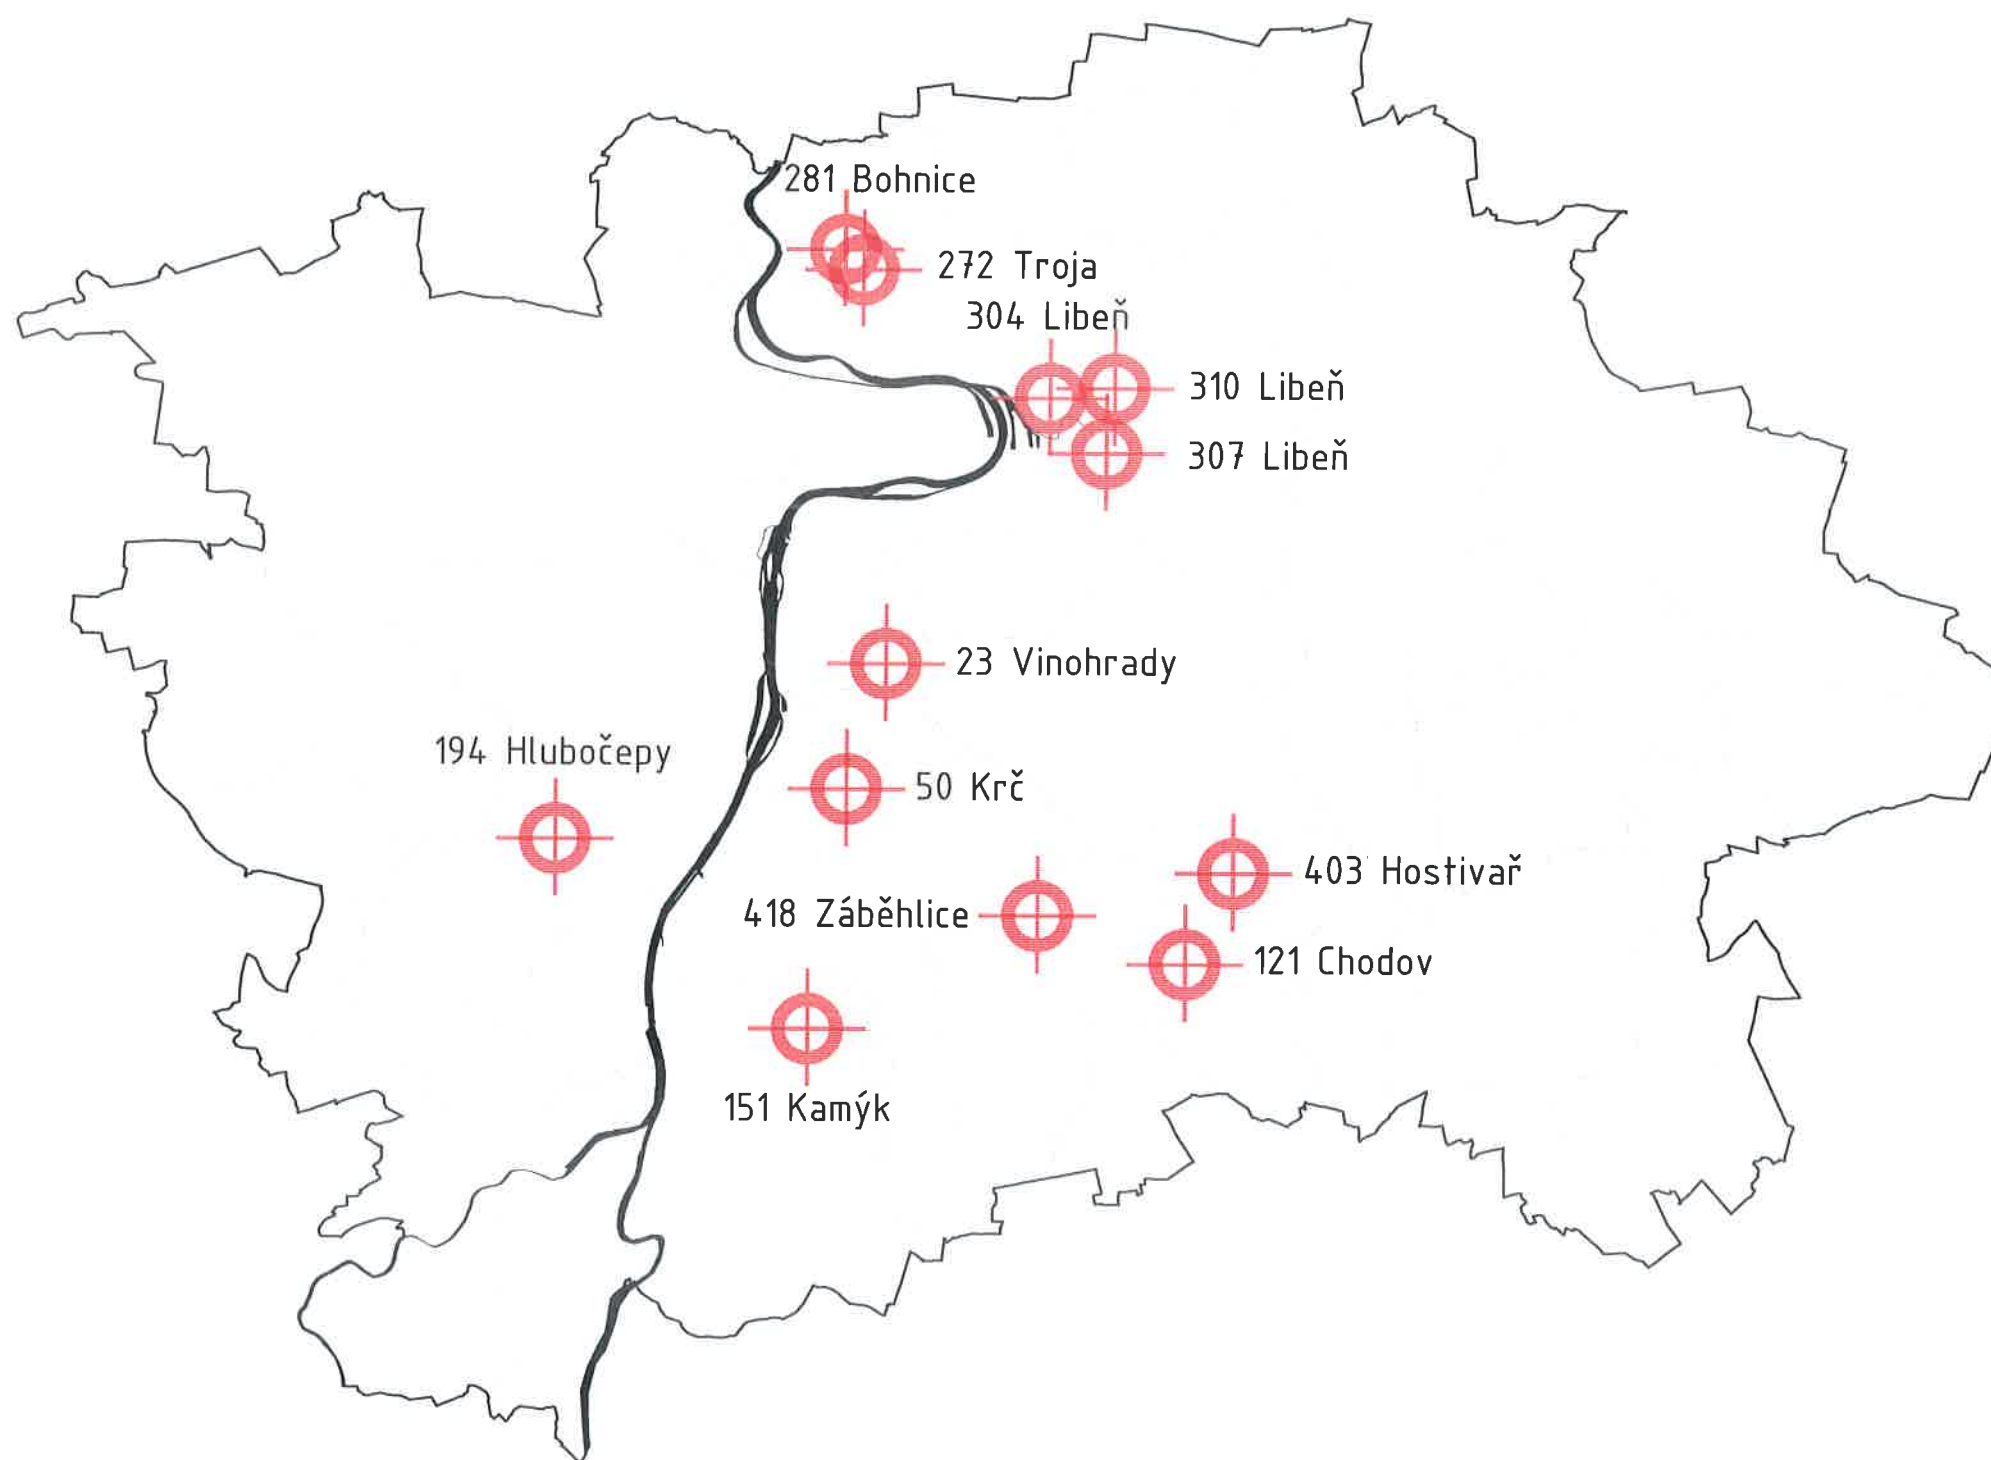 281 Bohnice
272 Troja
304 Libeň
310 Libeň
307 Libeň
23 Vinohrady
194 Hlubočepy
50 Krč
403 Hostivař
418 Záběhlice
121 Chodov
151 Kamýk